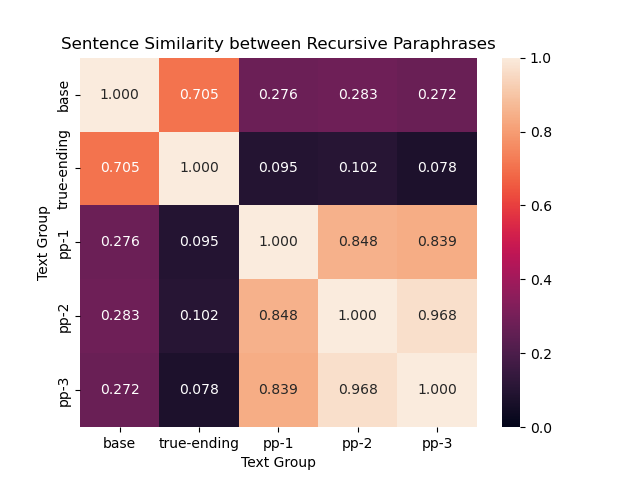 Sentence Similarity between Recursive Paraphrases
base 1.000 0.705 0.276 0.283 0.272
true-ending 0.705 1.000 0.095 0.102 0.078
pp-1 0.276 0.095 1.000 0.848 0.839
pp-2 0.283 0.102 0.848 1.000 0.968
pp-3 0.272 0.078 0.839 0.968 1.000
Text Group
base true-ending pp-1 pp-2 pp-3
Text Group
1.0
0.8
0.6
0.4
0.2
0.0